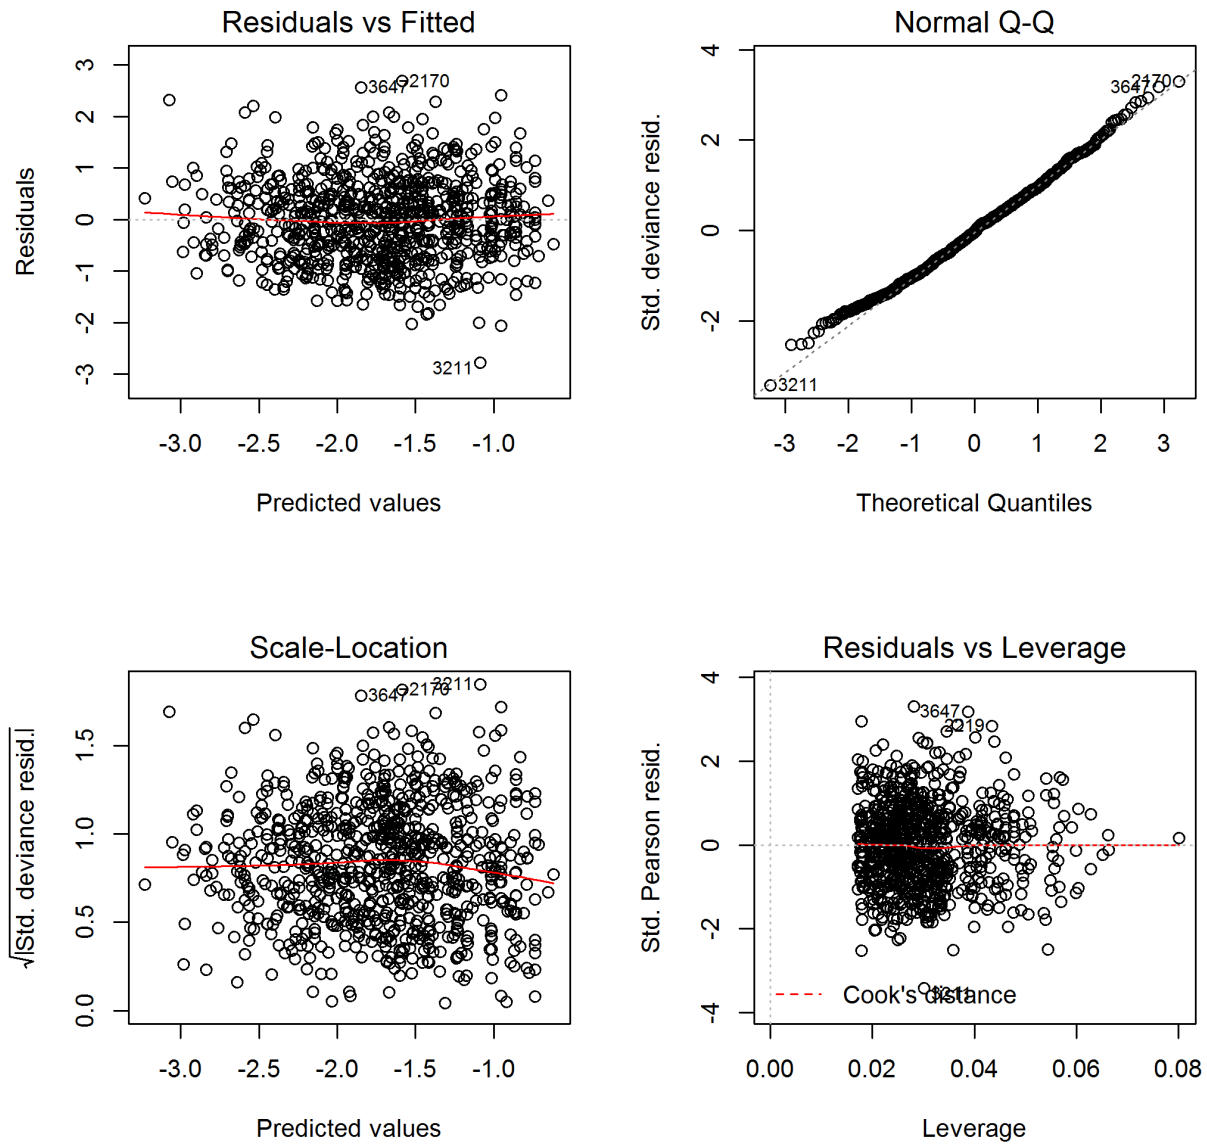 Residuals vs Fitted
3
2
1
0
-1
-2
-3
Residuals
3647
2170
3211
-3.0 -2.5 -2.0 -1.5 -1.0
Predicted values
Normal Q-Q
4
2
0
-2
Std. deviance resid.
2170
3647
3211
-3 -2 -1 0 1 2 3
Theoretical Quantiles
Scale-Location
1.5
1.0
0.5
0.0
√|Std. deviance resid.|
3647
2170
3211
-3.0 -2.5 -2.0 -1.5 -1.0
Predicted values
Residuals vs Leverage
4
2
0
-2
-4
Std. Pearson resid.
3647
2219
3211
Cook's distance
0.00 0.02 0.04 0.06 0.08
Leverage